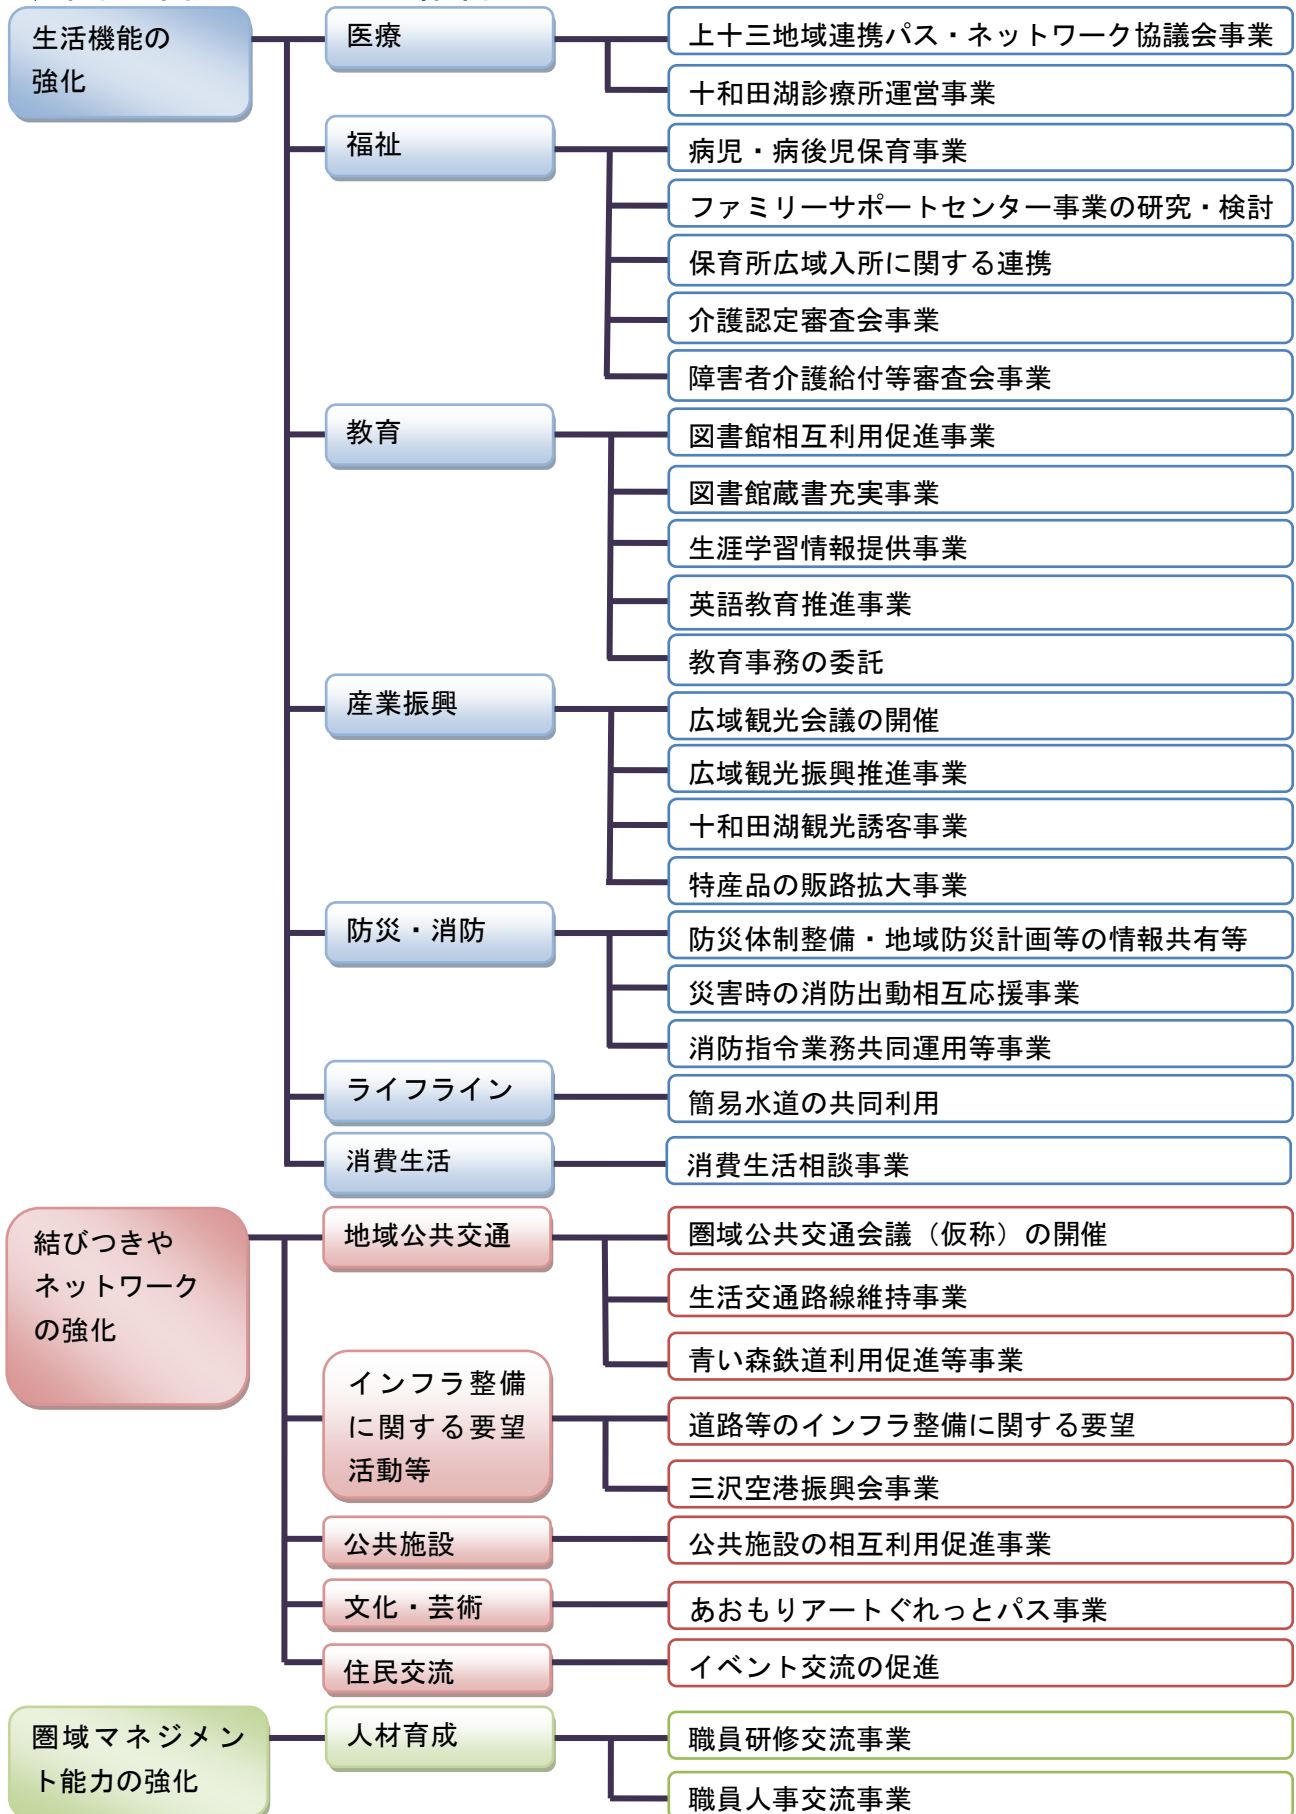 生活機能の
強化
医療
上十三地域連携パス・ネットワーク協議会事業
十和田湖診療所運営事業
福祉
病児・病後児保育事業
ファミリーサポートセンター事業の研究・検討
保育所広域入所に関する連携
介護認定審査会事業
障害者介護給付等審査会事業
教育
図書館相互利用促進事業
図書館蔵書充実事業
生涯学習情報提供事業
英語教育推進事業
教育事務の委託
産業振興
広域観光会議の開催
広域観光振興推進事業
十和田湖観光誘客事業
特産品の販路拡大事業
防災・消防
防災体制整備・地域防災計画等の情報共有等
災害時の消防出動相互応援事業
消防指令業務共同運用等事業
ライフライン
簡易水道の共同利用
消費生活
消費生活相談事業
結びつきや
ネットワーク
の強化
地域公共交通
圏域公共交通会議（仮称）の開催
生活交通路線維持事業
青い森鉄道利用促進等事業
インフラ整備
に関する要望
活動等
道路等のインフラ整備に関する要望
三沢空港振興会事業
公共施設
公共施設の相互利用促進事業
文化・芸術
あおもりアートぐれっとパス事業
住民交流
イベント交流の促進
圏域マネジメン
ト能力の強化
人材育成
職員研修交流事業
職員人事交流事業